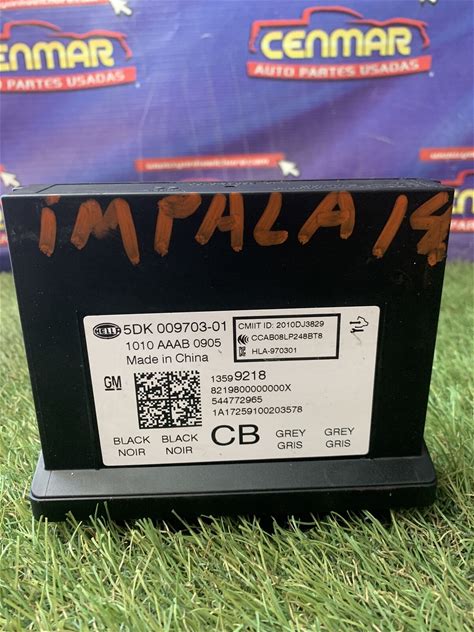 CENMAR
AUTO PARTES USADAS
CENMAR
AUTO PARTES USADAS
IMPALA 14
HELLA
5DK 009703-01
1010 AAAB 0905
Made in China
CMIIT ID: 2010DJ3829
CCAB08LP248BT8
HLA-970301
GM
13599218
8219800000000X
544772965
1A17259100203578
BLACK BLACK CB GREY GREY
NOIR NOIR GRIS GRIS